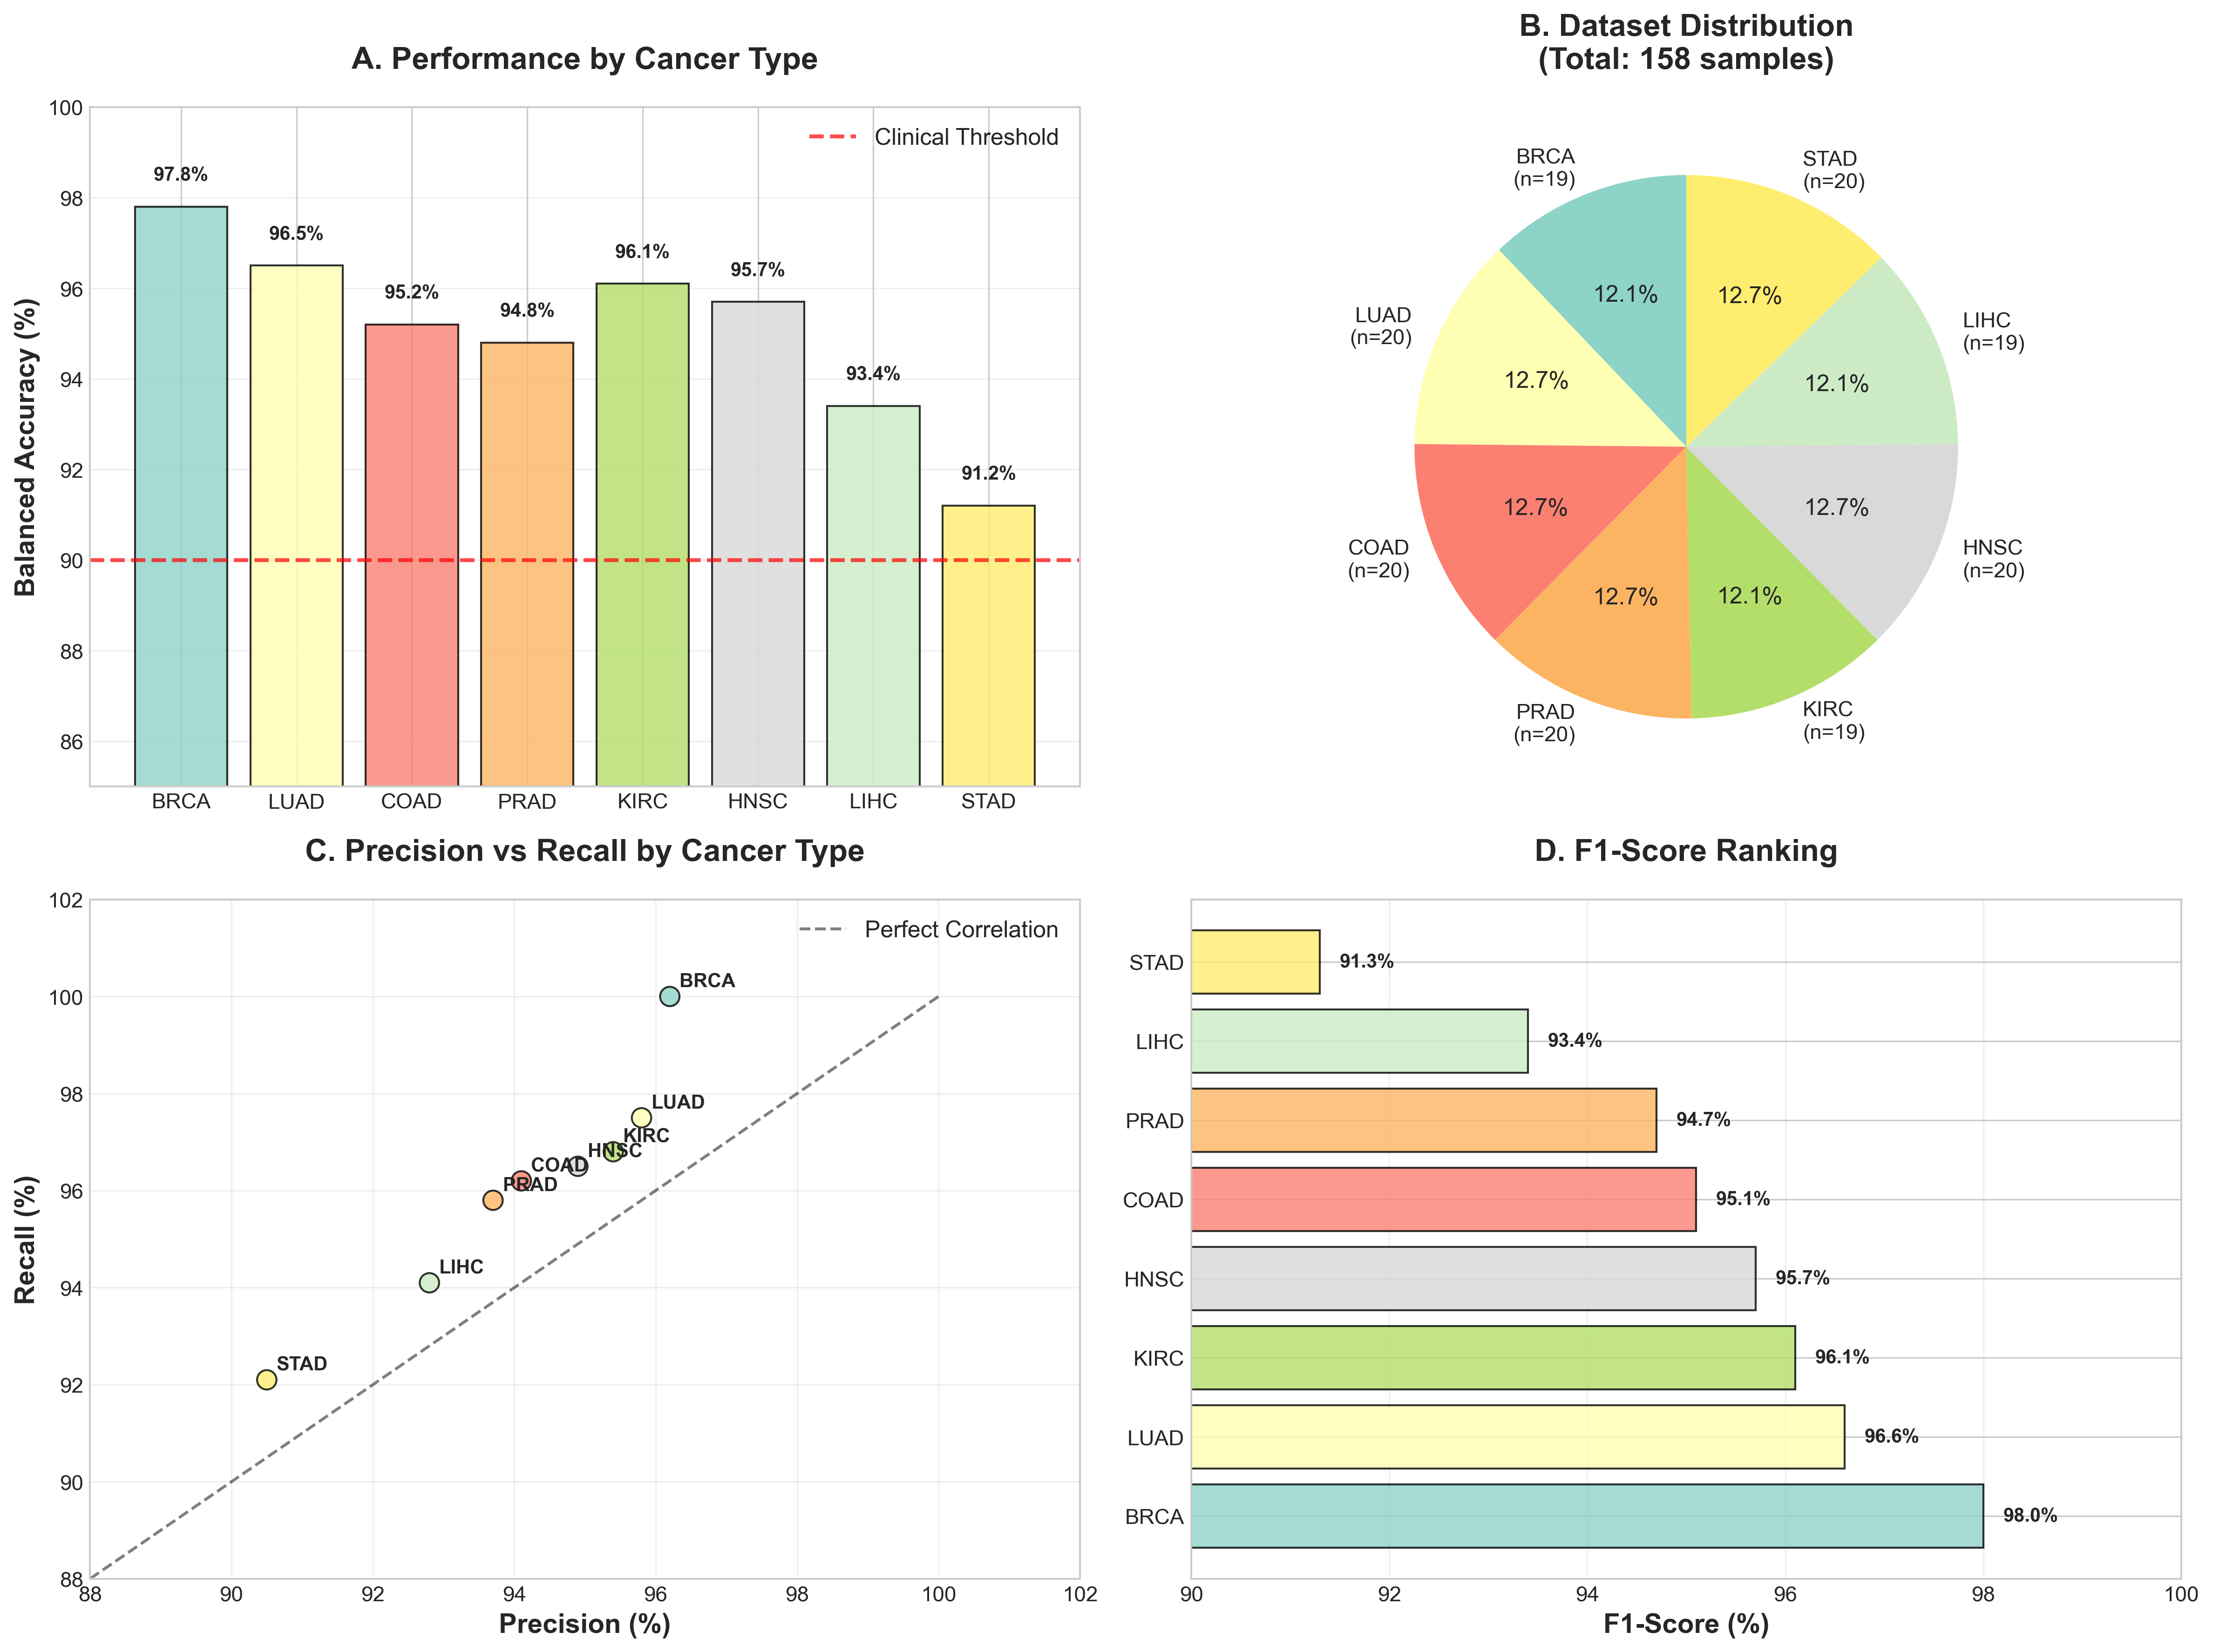 A. Performance by Cancer Type
Balanced Accuracy (%)
100
98
96
94
92
90
88
86
Clinical Threshold
97.8%
96.5%
95.2%
94.8%
96.1%
95.7%
93.4%
91.2%
BRCA
LUAD
COAD
PRAD
KIRC
HNSC
LIHC
STAD
B. Dataset Distribution
(Total: 158 samples)
BRCA
(n=19)
12.1%
LUAD
(n=20)
12.7%
COAD
(n=20)
12.7%
PRAD
(n=20)
12.7%
KIRC
(n=19)
12.1%
HNSC
(n=20)
12.7%
LIHC
(n=19)
12.1%
STAD
(n=20)
12.7%
C. Precision vs Recall by Cancer Type
Recall (%)
102
100
98
96
94
92
90
88
Perfect Correlation
BRCA
LUAD
KIRC
HNSC
COAD
PRAD
LIHC
STAD
88
90
92
94
96
98
100
102
Precision (%)
D. F1-Score Ranking
STAD
91.3%
LIHC
93.4%
PRAD
94.7%
COAD
95.1%
HNSC
95.7%
KIRC
96.1%
LUAD
96.6%
BRCA
98.0%
90
92
94
96
98
100
F1-Score (%)